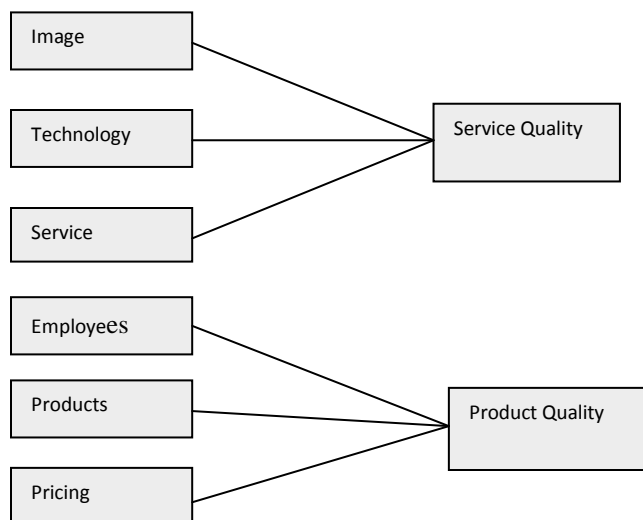 Image
Technology
Service Quality
Service
Employees
Products
Product Quality
Pricing